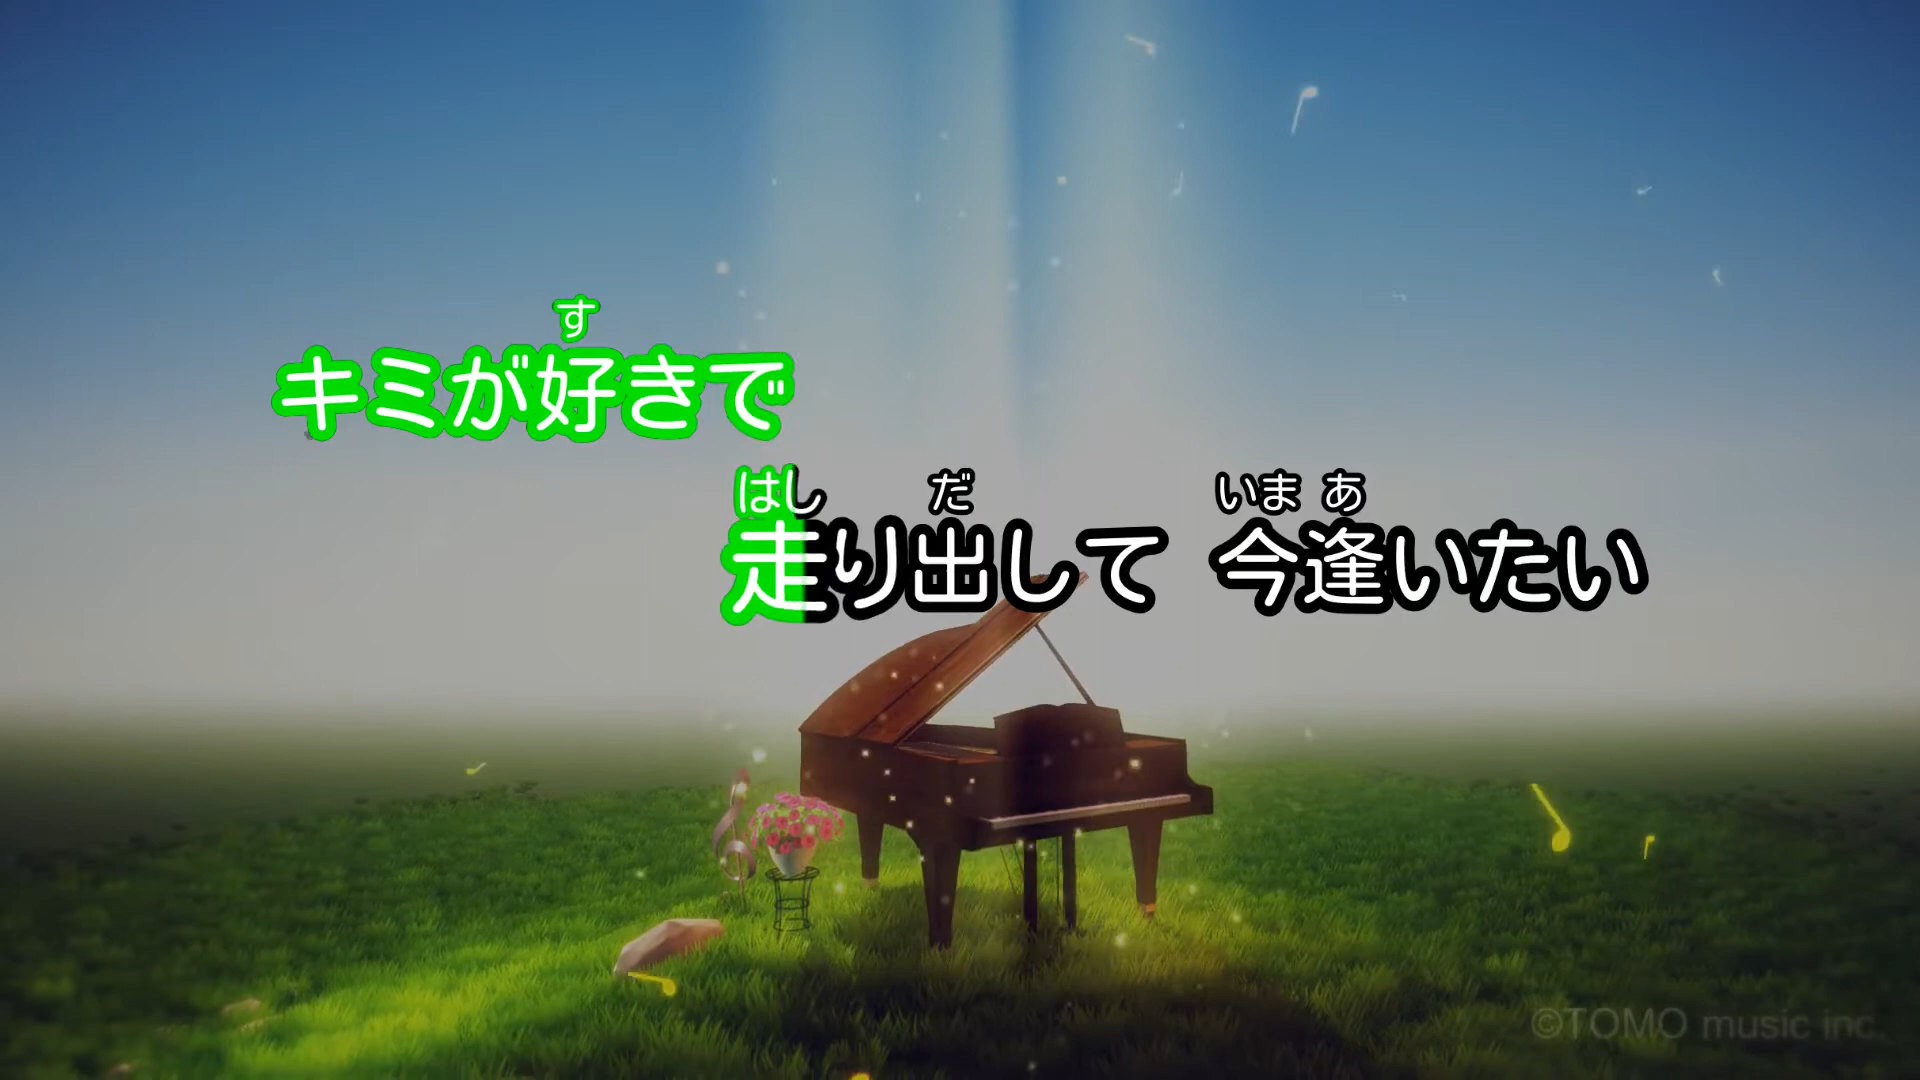 す
キミが好きで
はし だ いま あ
走り出して 今逢いたい
©TOMO music inc